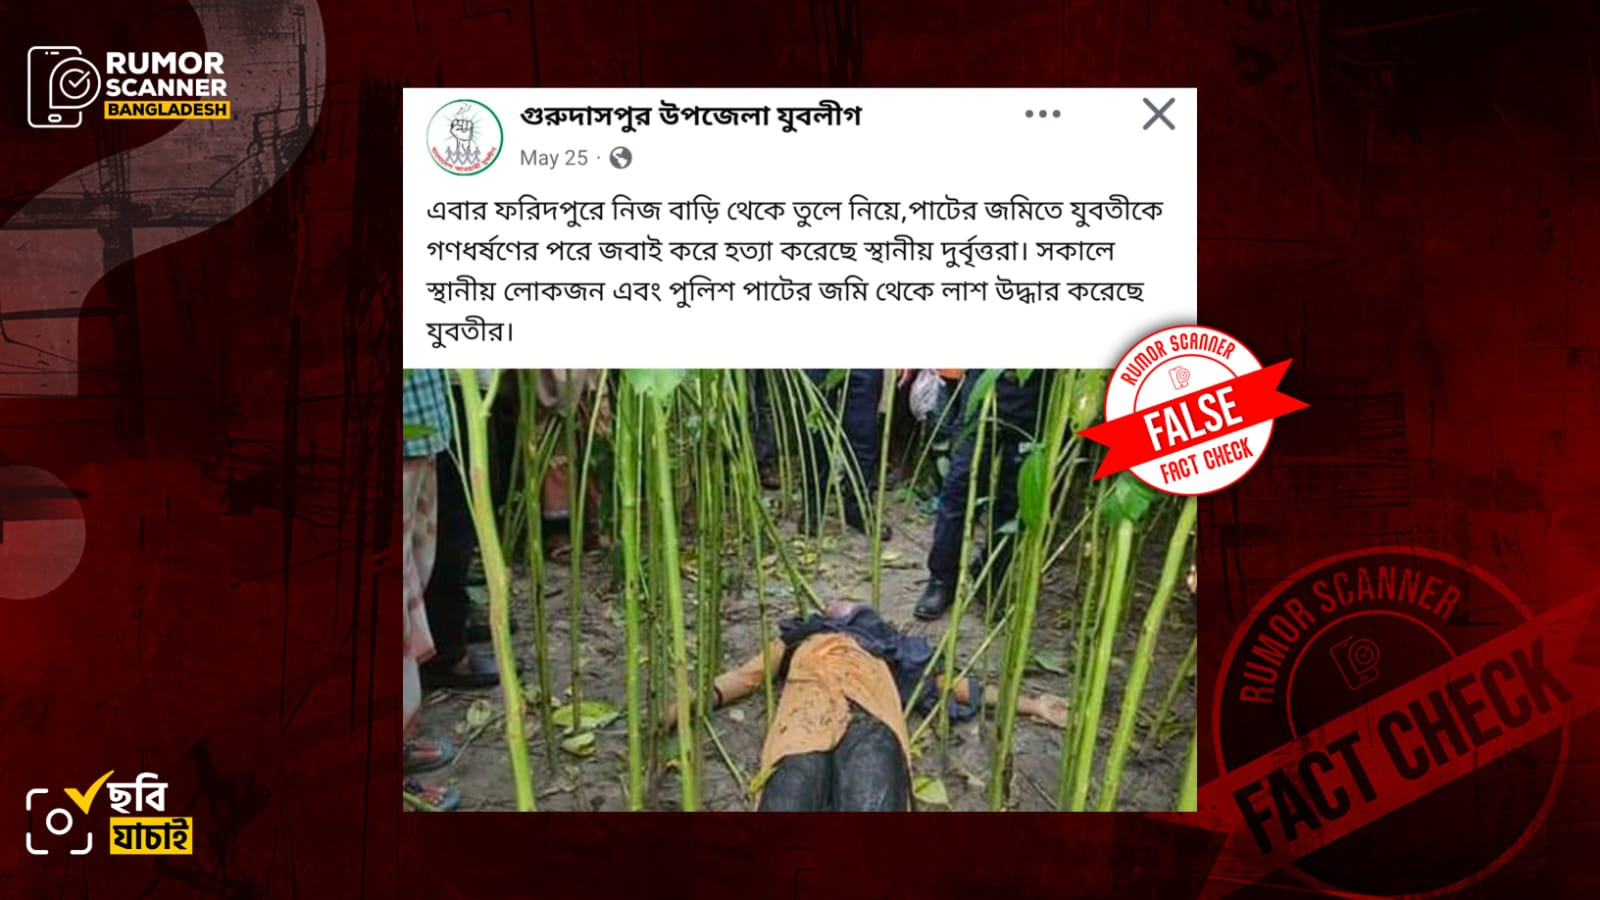 RUMOR
SCANNER
BANGLADESH
গুরুদাসপুর উপজেলা যুবলীগ
May 25 ·
এবার ফরিদপুরে নিজ বাড়ি থেকে তুলে নিয়ে,পাটের জমিতে যুবতীকে
গণধর্ষণের পরে জবাই করে হত্যা করেছে স্থানীয় দুর্বৃত্তরা। সকালে
স্থানীয় লোকজন এবং পুলিশ পাটের জমি থেকে লাশ উদ্ধার করেছে
যুবতীর।
RUMOR SCANNER
FALSE
FACT CHECK
RUMOR SCANNER
FACT CHECK
ছবি
যাচাই